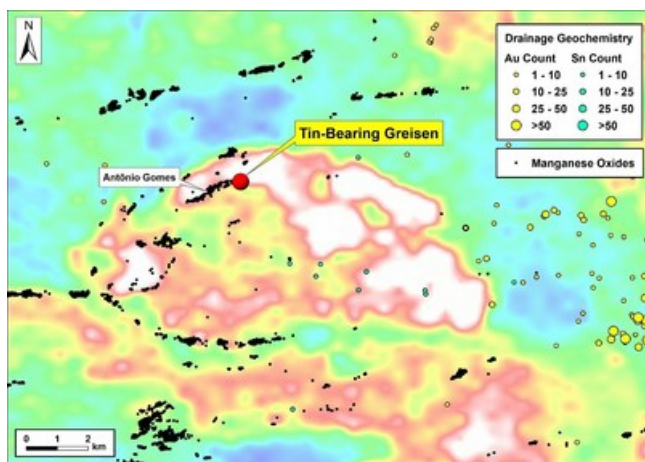 N
Drainage Geochemistry
Au Count Sn Count
1 - 10 1 - 10
10 - 25 10 - 25
25 - 50 25 - 50
>50 >50
Manganese Oxides
Tin-Bearing Greisen
Antônio Gomes
0 1 2
km